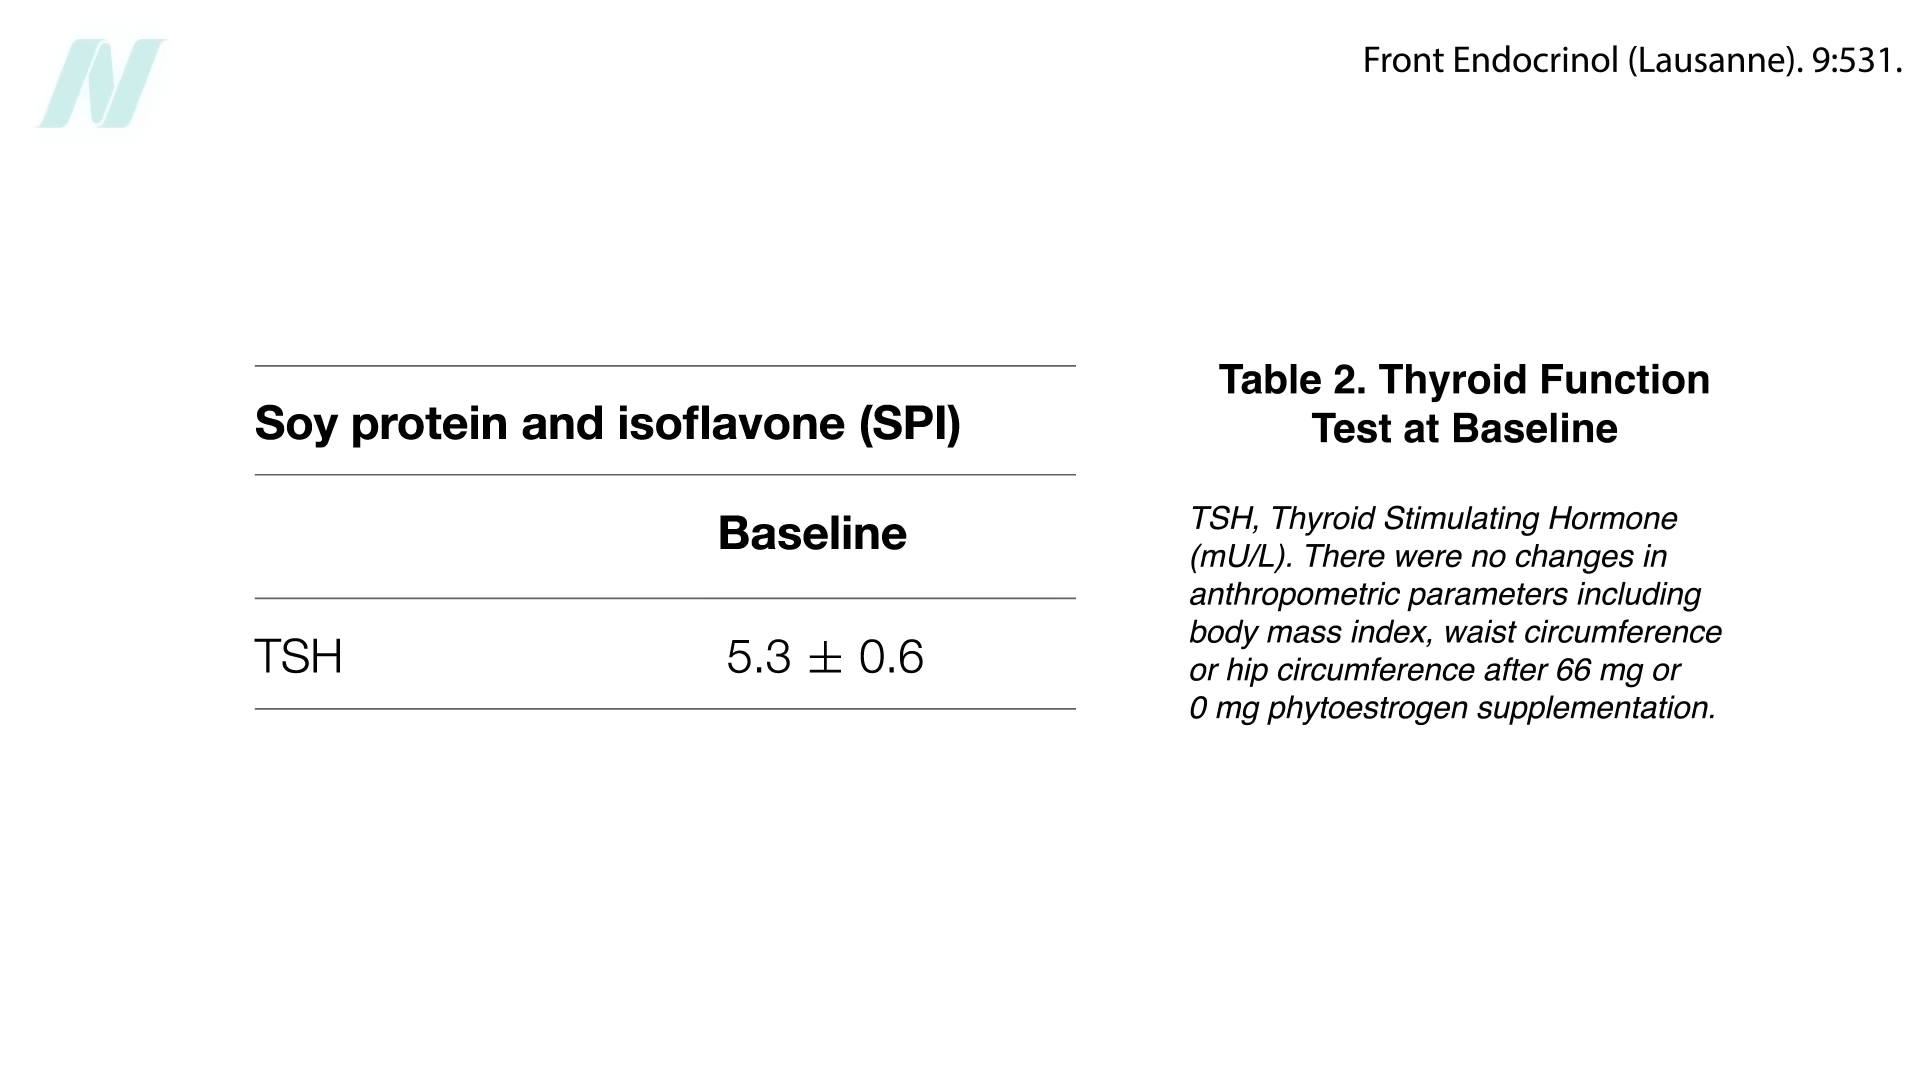 Front Endocrinol (Lausanne). 9:531.
Soy protein and isoflavone (SPI)
Baseline
TSH 5.3 ± 0.6
Table 2. Thyroid Function
Test at Baseline
TSH, Thyroid Stimulating Hormone
(mU/L). There were no changes in
anthropometric parameters including
body mass index, waist circumference
or hip circumference after 66 mg or
0 mg phytoestrogen supplementation.